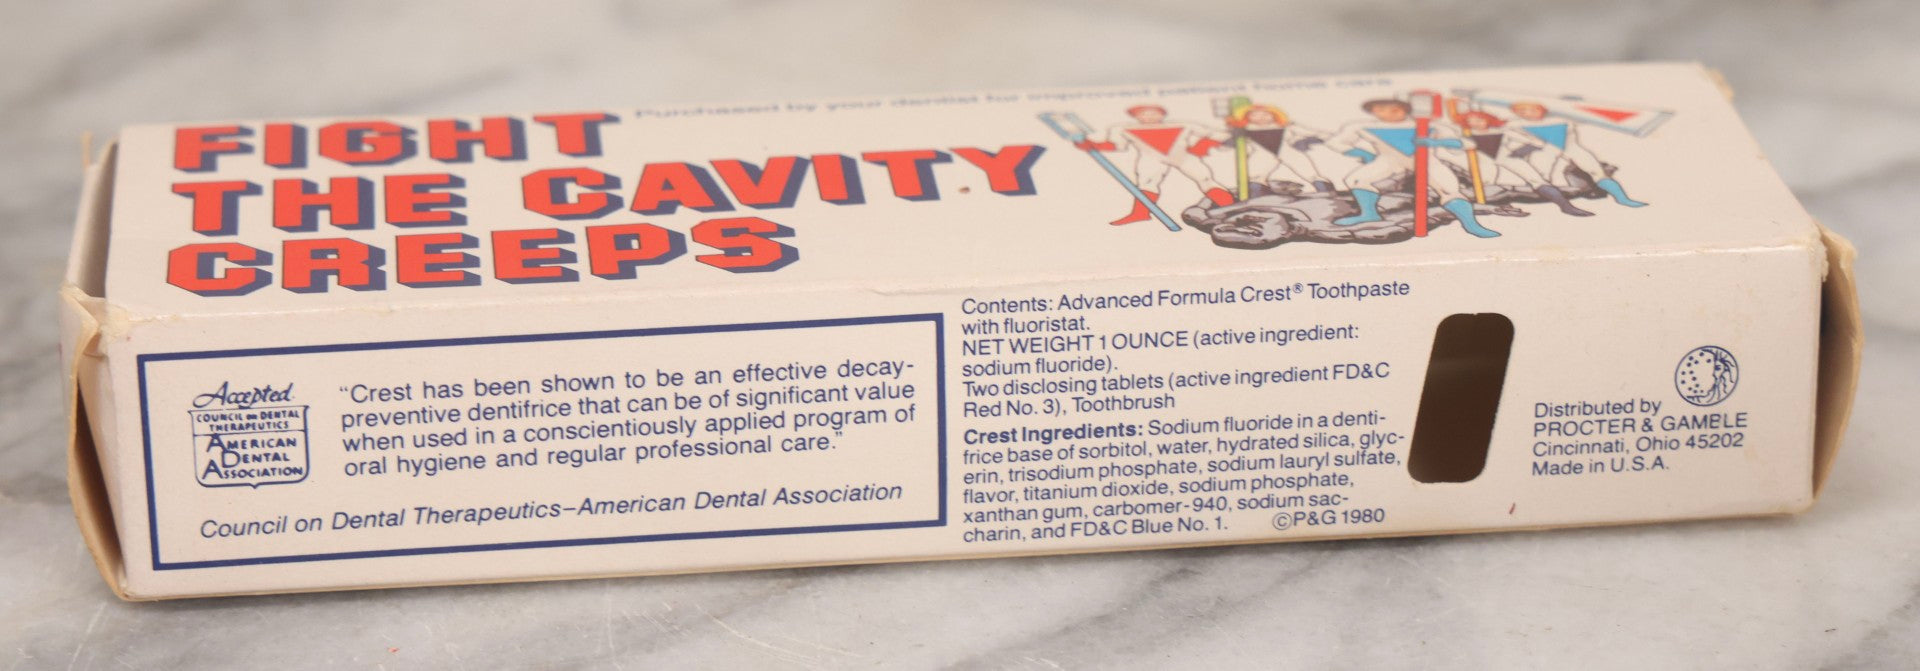 Purchased by your dentist for improved patient home care
FIGHT
THE CAVITY
CREEPS
Accepted
COUNCIL ON DENTAL
THERAPEUTICS
AMERICAN
DENTAL
ASSOCIATION
"Crest has been shown to be an effective decay-
preventive dentifrice that can be of significant value
when used in a conscientiously applied program of
oral hygiene and regular professional care."
Council on Dental Therapeutics–American Dental Association
Contents: Advanced Formula Crest® Toothpaste
with fluoristat.
NET WEIGHT 1 OUNCE (active ingredient:
sodium fluoride).
Two disclosing tablets (active ingredient FD&C
Red No. 3), Toothbrush
Crest Ingredients: Sodium fluoride in a denti-
frice base of sorbitol, water, hydrated silica, glyc-
erin, trisodium phosphate, sodium lauryl sulfate,
flavor, titanium dioxide, sodium phosphate,
xanthan gum, carbomer-940, sodium sac-
charin, and FD&C Blue No. 1. ©P&G 1980
Distributed by
PROCTER & GAMBLE
Cincinnati, Ohio 45202
Made in U.S.A.